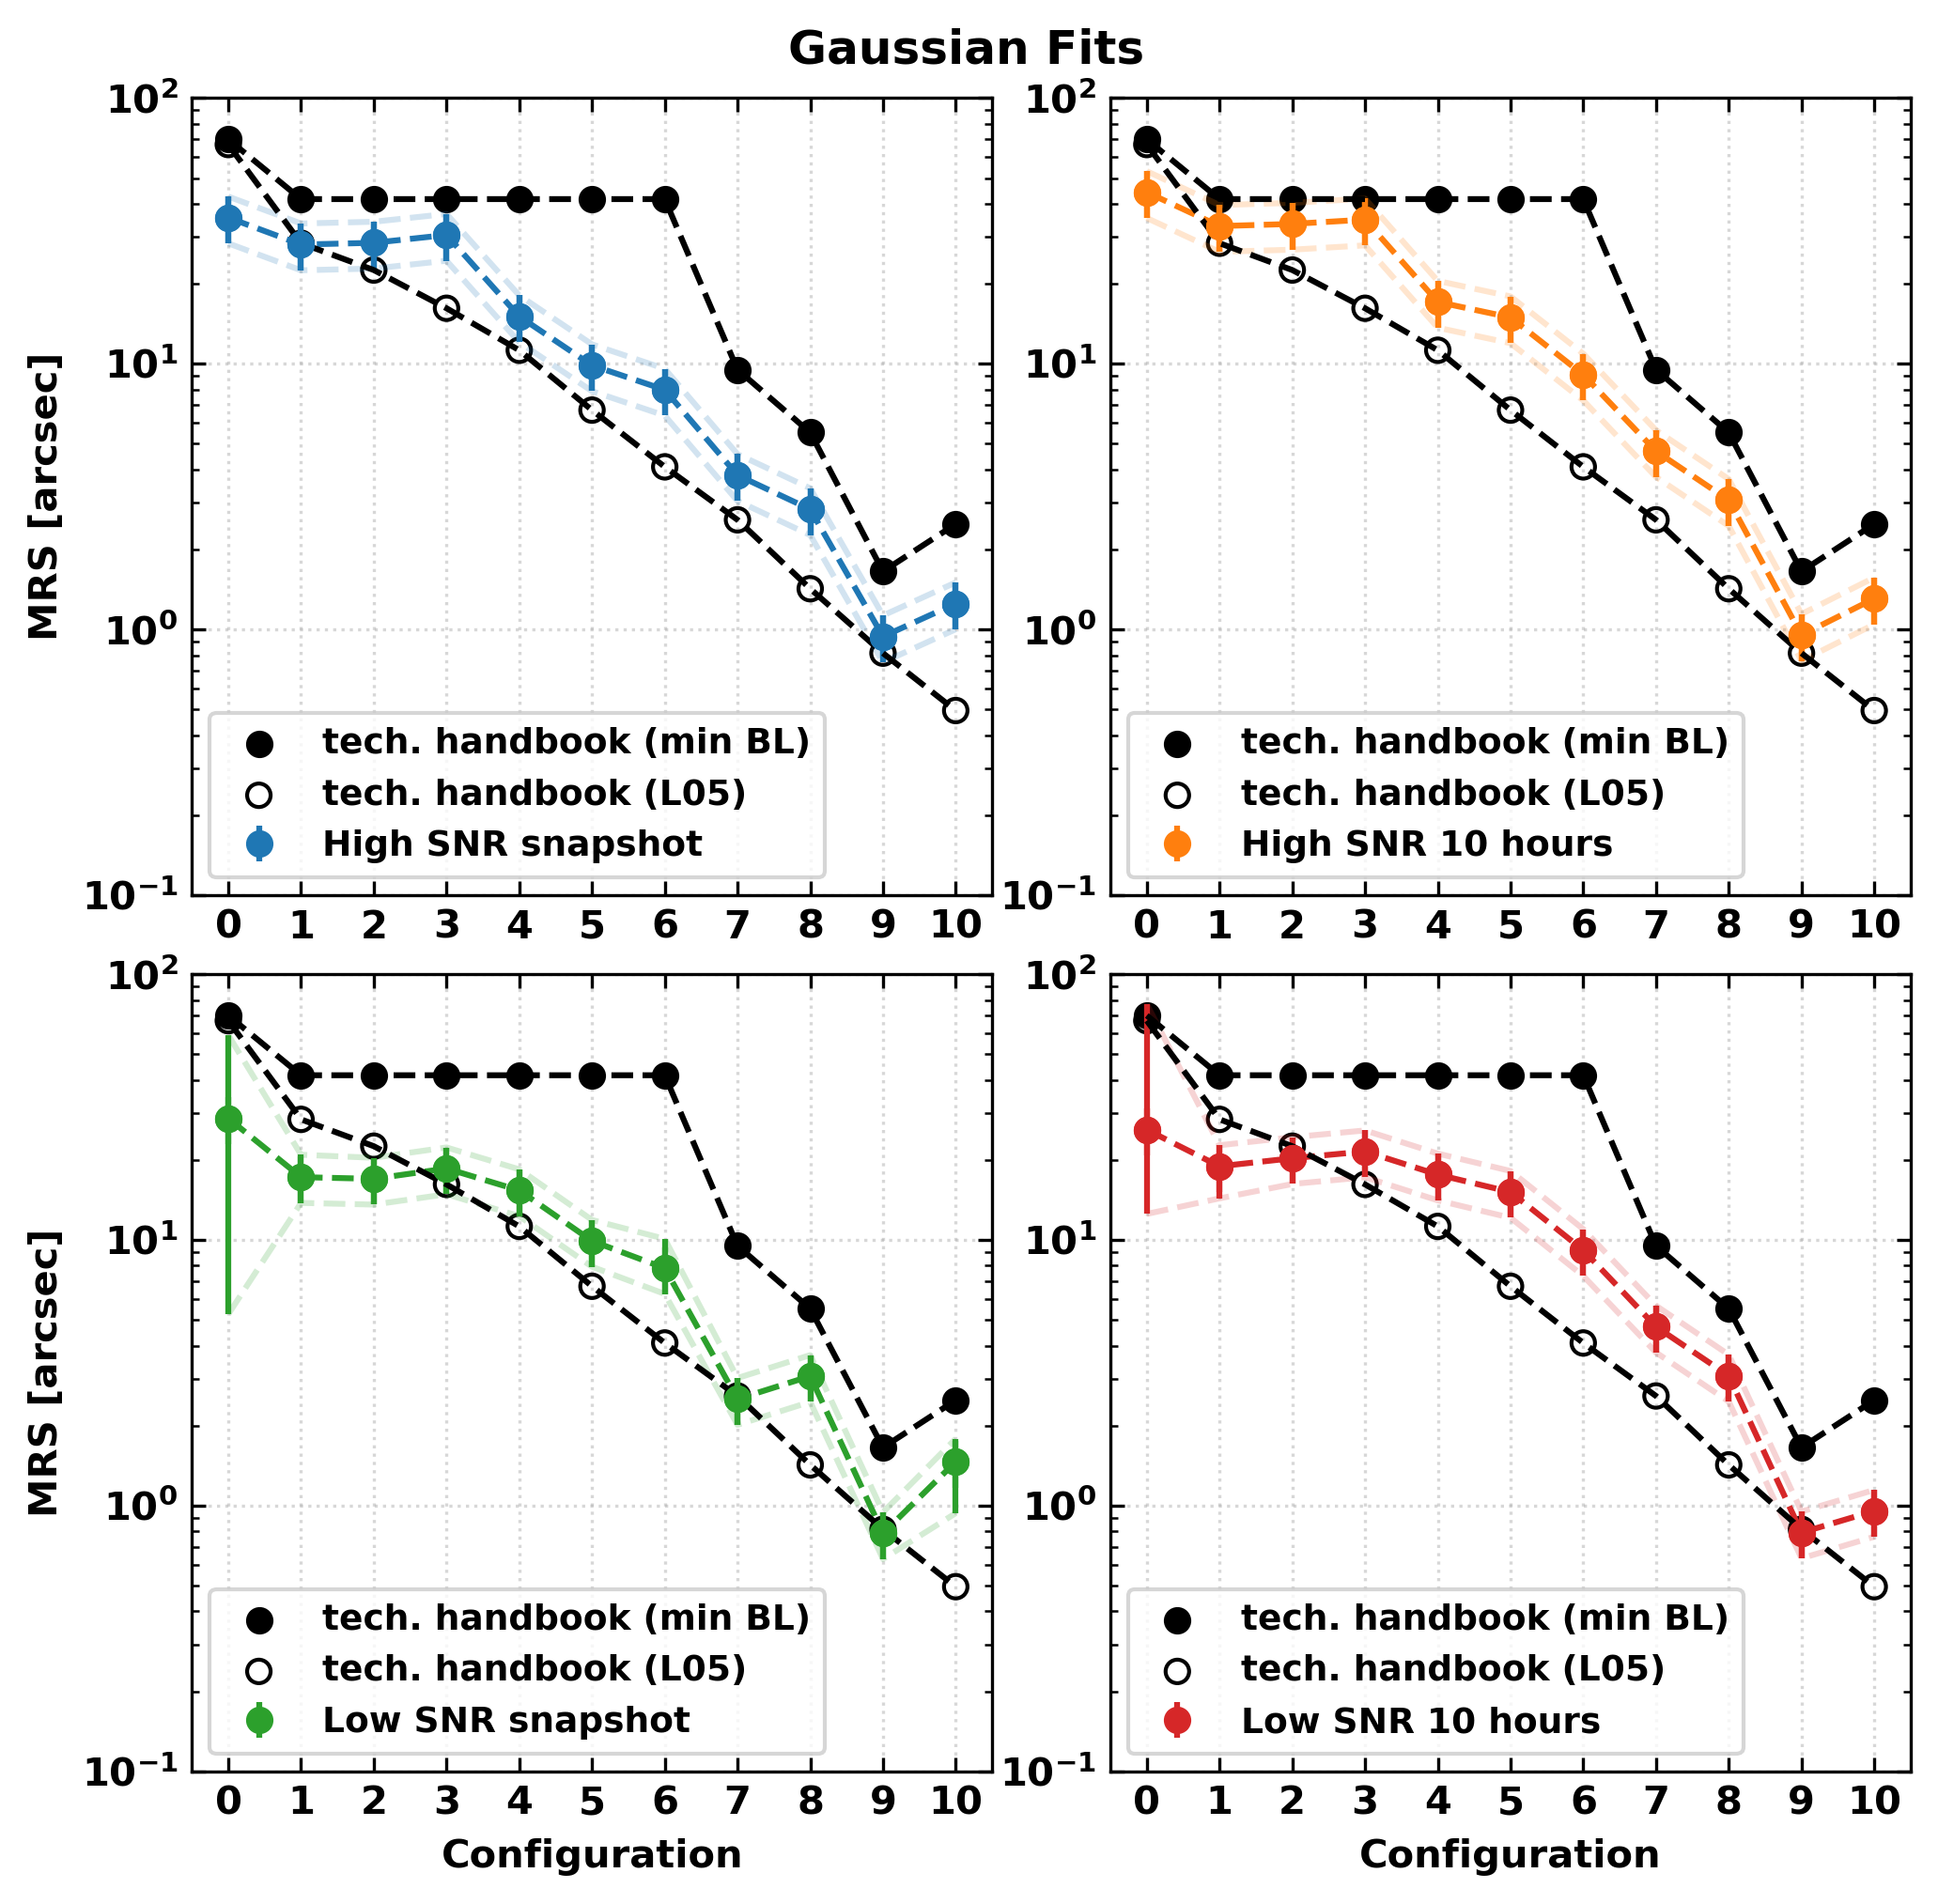 Gaussian Fits
MRS [arcsec]
10²
10¹
10⁰
10⁻¹
0 1 2 3 4 5 6 7 8 9 10
tech. handbook (min BL)
tech. handbook (L05)
High SNR snapshot
10²
10¹
10⁰
10⁻¹
0 1 2 3 4 5 6 7 8 9 10
tech. handbook (min BL)
tech. handbook (L05)
High SNR 10 hours
MRS [arcsec]
10²
10¹
10⁰
10⁻¹
0 1 2 3 4 5 6 7 8 9 10
Configuration
tech. handbook (min BL)
tech. handbook (L05)
Low SNR snapshot
10²
10¹
10⁰
10⁻¹
0 1 2 3 4 5 6 7 8 9 10
Configuration
tech. handbook (min BL)
tech. handbook (L05)
Low SNR 10 hours